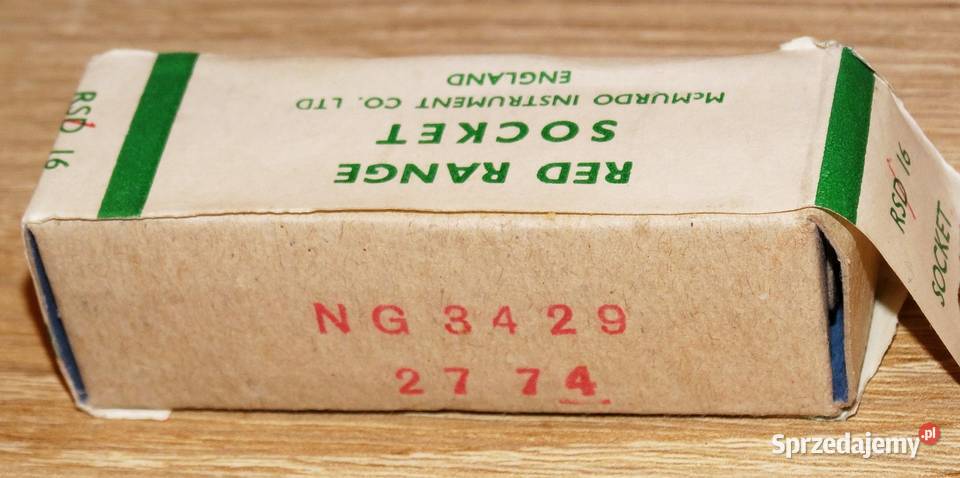 RED RANGE
SOCKET
McMURDO INSTRUMENT CO. LTD
ENGLAND
RSD 16
RSD 16
SOCKET
NG 3429
27 74
Sprzedajemy.pl